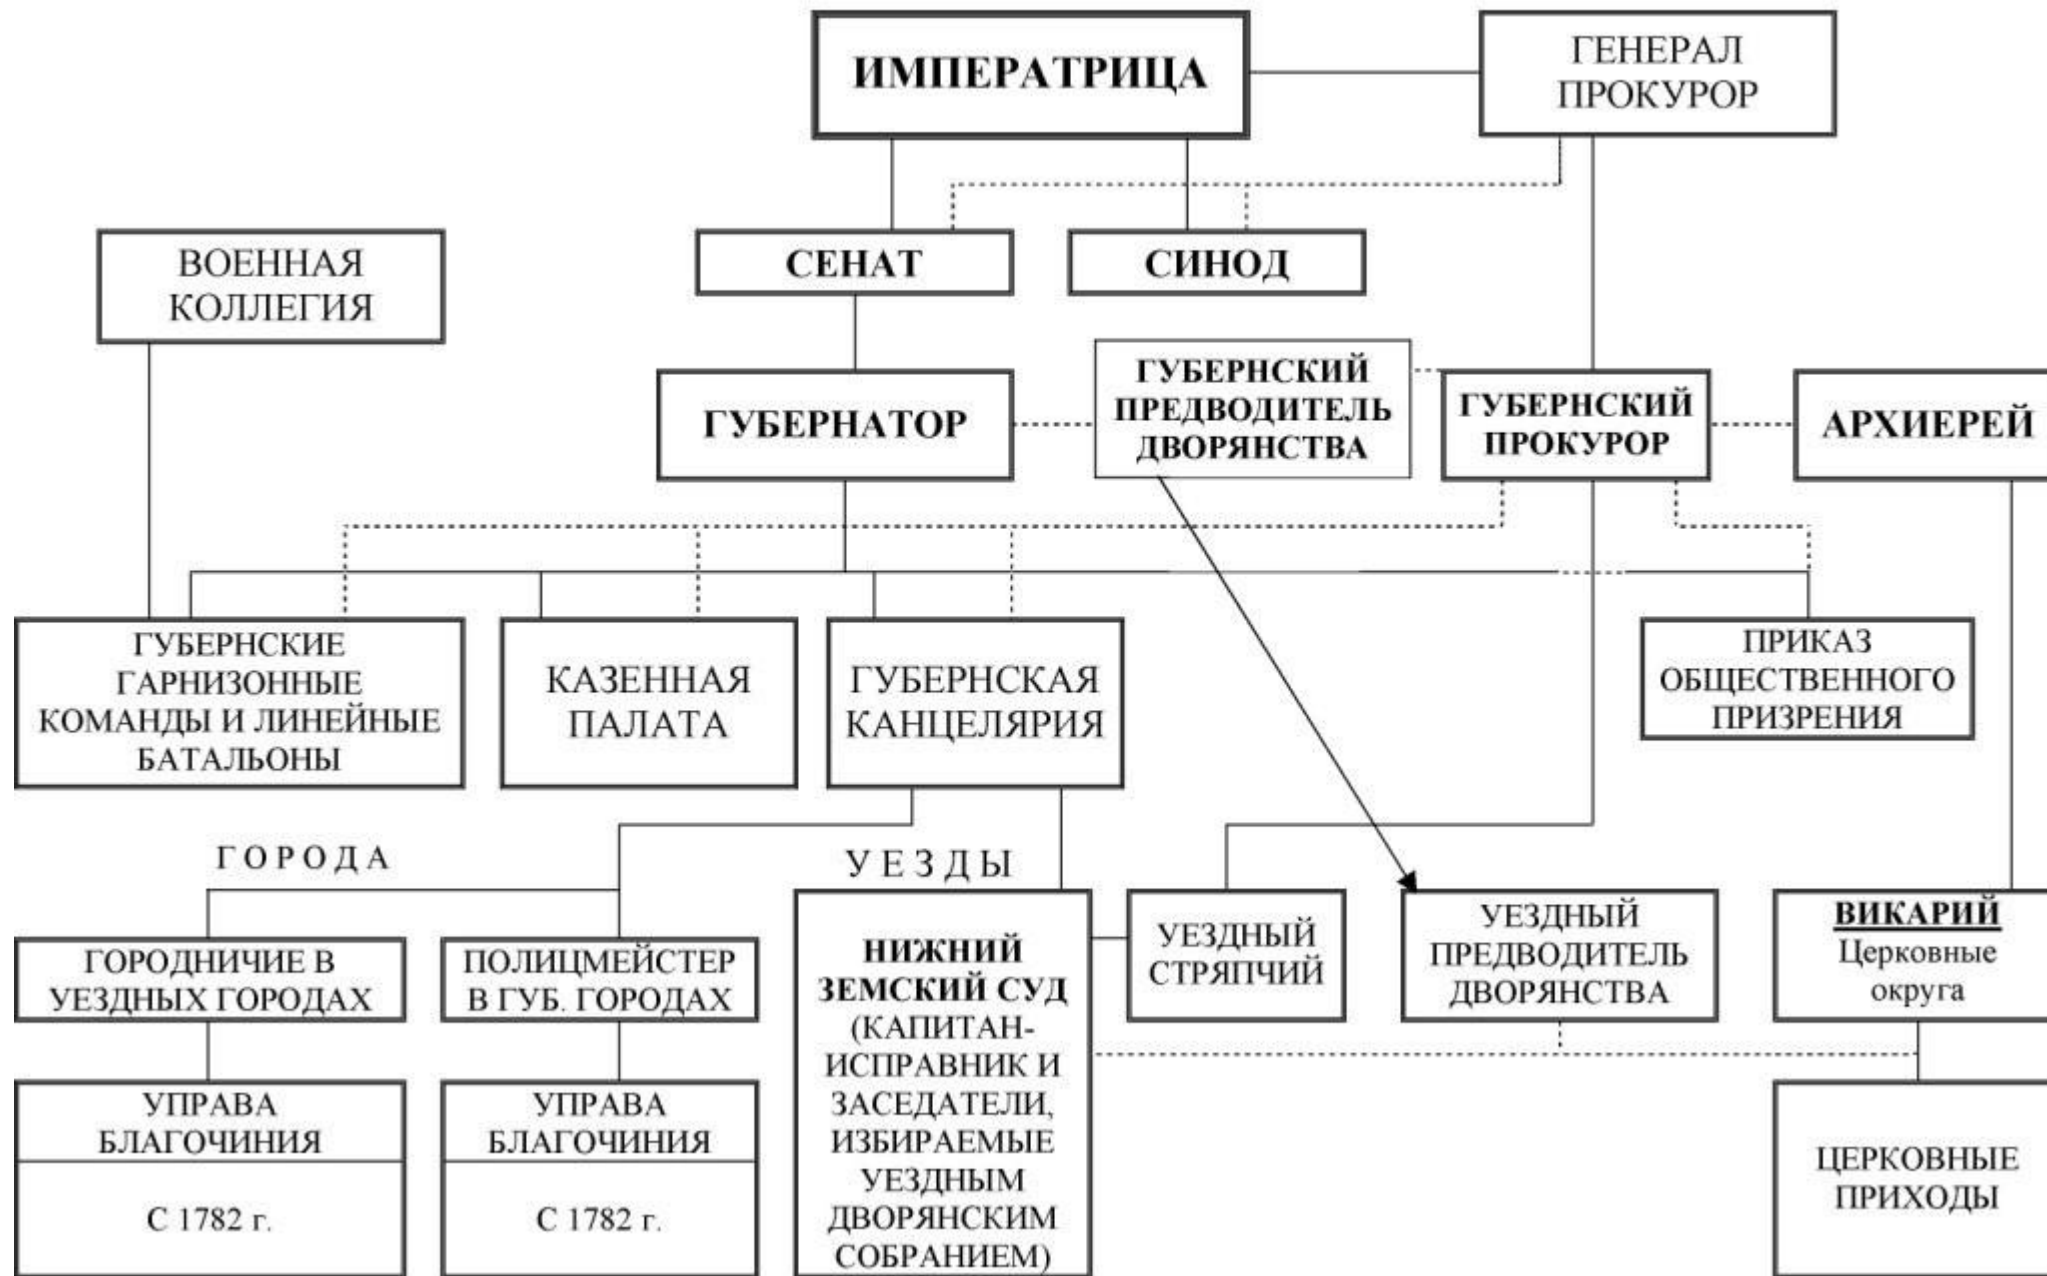 ИМПЕРАТРИЦА
ГЕНЕРАЛ
ПРОКУРОР
ВОЕННАЯ
КОЛЛЕГИЯ
СЕНАТ
СИНОД
ГУБЕРНАТОР
ГУБЕРНСКИЙ
ПРЕДВОДИТЕЛЬ
ДВОРЯНСТВА
ГУБЕРНСКИЙ
ПРОКУРОР
АРХИЕРЕЙ
ГУБЕРНСКИЕ
ГАРНИЗОННЫЕ
КОМАНДЫ И ЛИНЕЙНЫЕ
БАТАЛЬОНЫ
КАЗЕННАЯ
ПАЛАТА
ГУБЕРНСКАЯ
КАНЦЕЛЯРИЯ
ПРИКАЗ
ОБЩЕСТВЕННОГО
ПРИЗРЕНИЯ
ГОРОДА
УЕЗДЫ
ГОРОДНИЧИЕ В
УЕЗДНЫХ ГОРОДАХ
ПОЛИЦМЕЙСТЕР
В ГУБ. ГОРОДАХ
НИЖНИЙ
ЗЕМСКИЙ СУД
(КАПИТАН-
ИСПРАВНИК И
ЗАСЕДАТЕЛИ,
ИЗБИРАЕМЫЕ
УЕЗДНЫМ
ДВОРЯНСКИМ
СОБРАНИЕМ)
УЕЗДНЫЙ
СТРЯПЧИЙ
УЕЗДНЫЙ
ПРЕДВОДИТЕЛЬ
ДВОРЯНСТВА
ВИКАРИЙ
Церковные
округа
УПРАВА
БЛАГОЧИНИЯ
С 1782 г.
УПРАВА
БЛАГОЧИНИЯ
С 1782 г.
ЦЕРКОВНЫЕ
ПРИХОДЫ